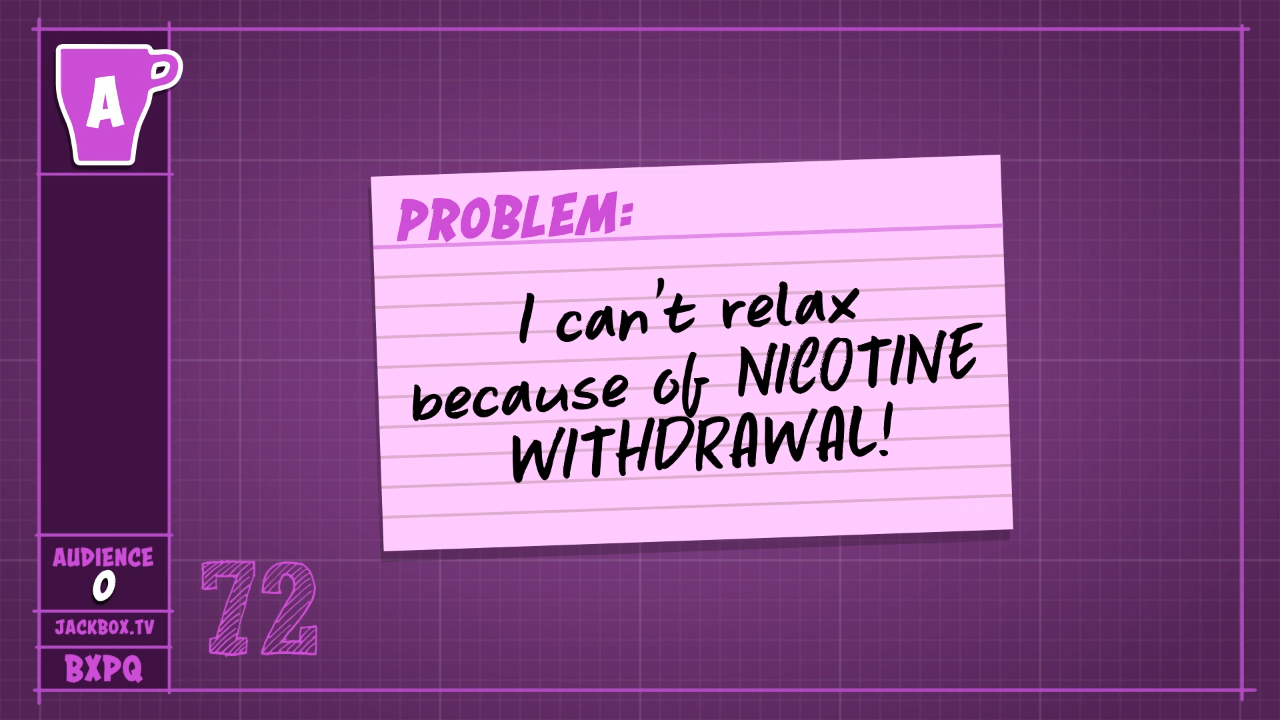 A
PROBLEM:
I can't relax
because of NICOTINE
WITHDRAWAL!
AUDIENCE
0
JACKBOX.TV
BXPQ
72